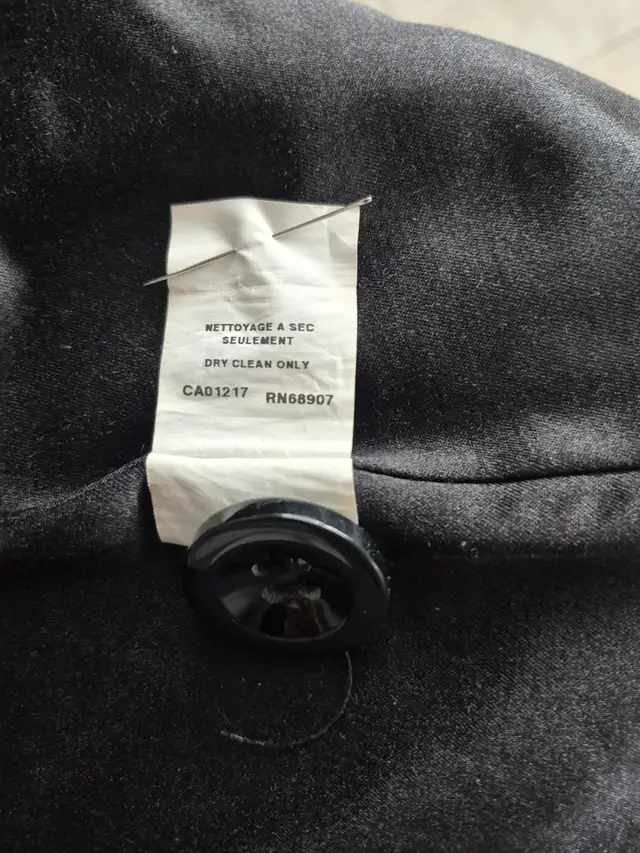 NETTOYAGE A SEC
SEULEMENT
DRY CLEAN ONLY
CA01217 RN68907